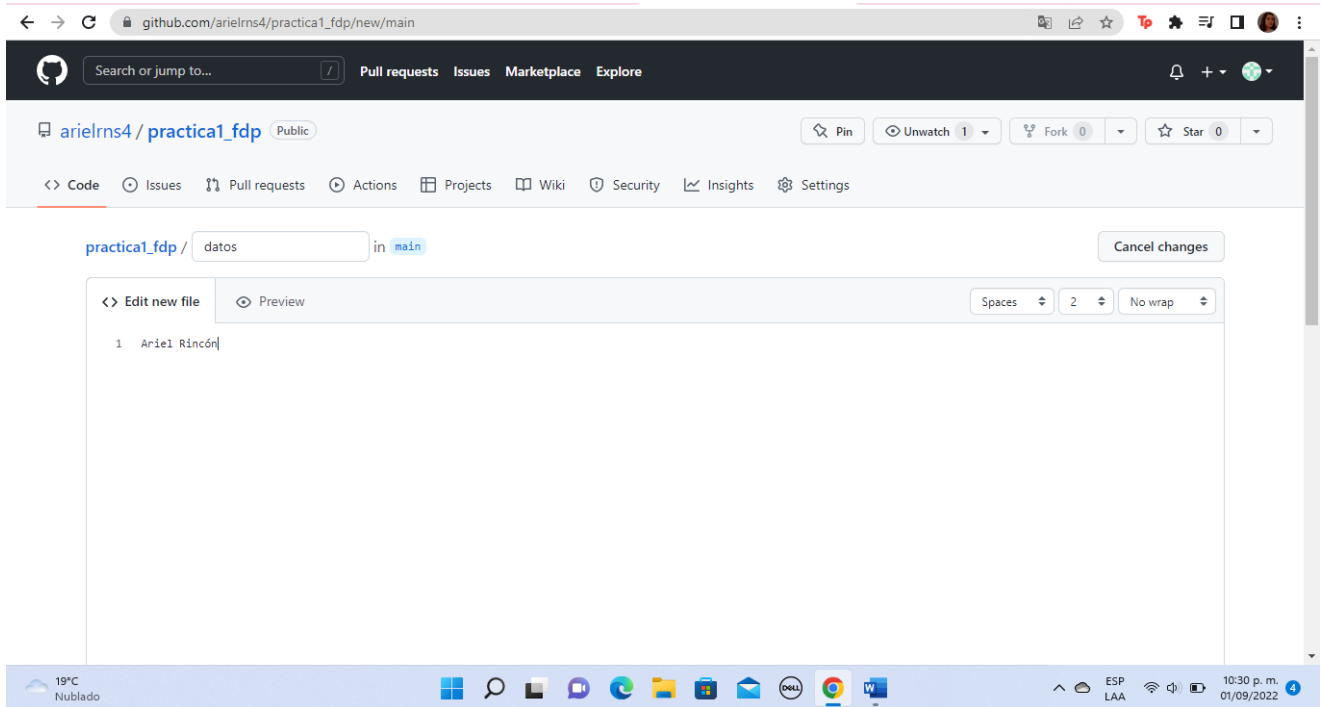 github.com/arielrns4/practica1_fdp/new/main
Tp
Search or jump to... /
Pull requests Issues Marketplace Explore
arielrns4 / practica1_fdp Public
Pin Unwatch 1 Fork 0 Star 0
<> Code Issues Pull requests Actions Projects Wiki Security Insights Settings
practica1_fdp / datos in main Cancel changes
<> Edit new file Preview Spaces 2 No wrap
1 Ariel Rincón
19°C
Nublado
DELL
W
ESP
LAA
10:30 p. m.
01/09/2022
4